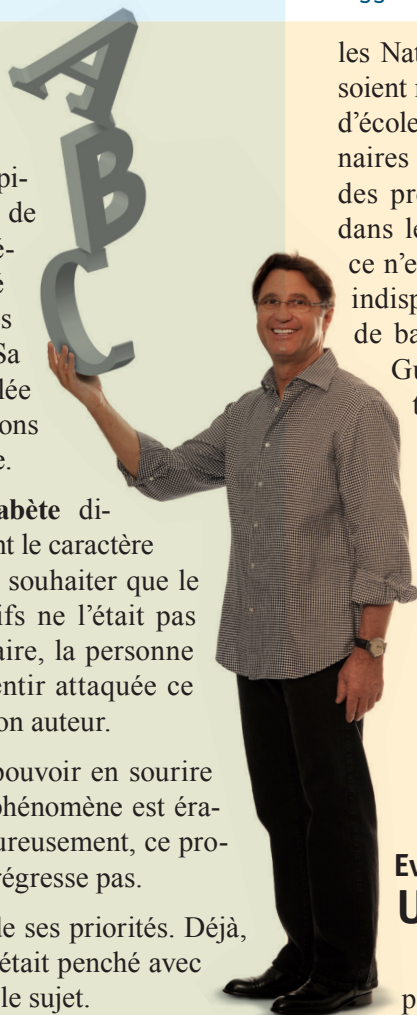 A
B
C
pi-
de
é-
é
s
Sa
lée
ons
e.
abète di-
nt le caractère
souhaiter que le
ifs ne l'était pas
aire, la personne
entir attaquée ce
on auteur.
pouvoir en sourire
phénomène est éra-
ureusement, ce pro-
régresse pas.
le ses priorités. Déjà,
était penché avec
le sujet.
les Nat
soient
d'école
naires
des pr
dans le
ce n'e
indisp
de ba
Gu
t
Ev
U
p